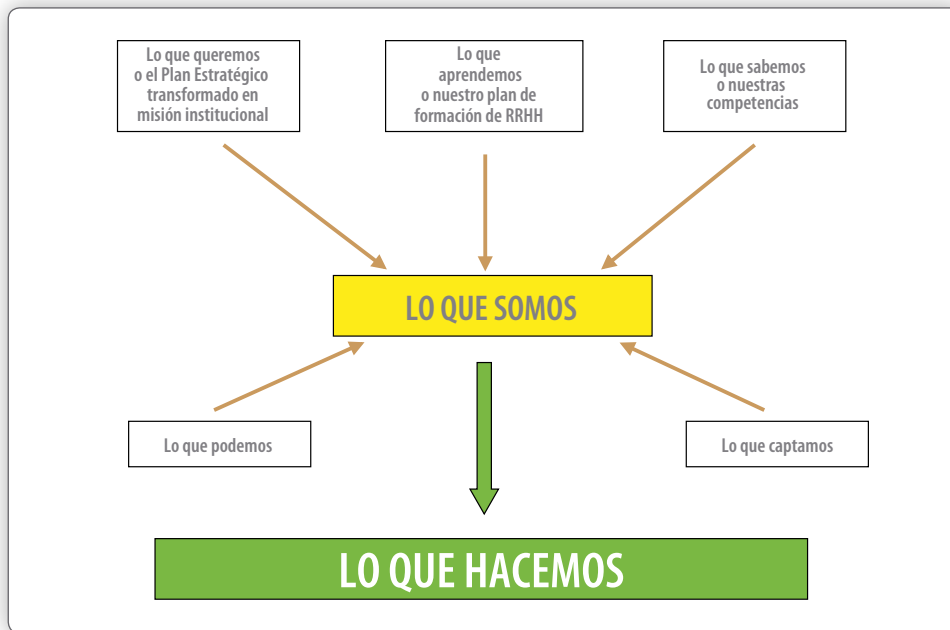 Lo que queremos
o el Plan Estratégico
transformado en
misión institucional
Lo que
aprendemos
o nuestro plan de
formación de RRHH
Lo que sabemos
o nuestras
competencias
LO QUE SOMOS
Lo que podemos
Lo que captamos
LO QUE HACEMOS